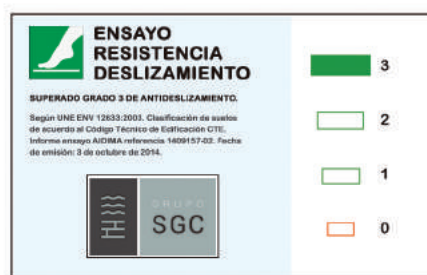 ENSAYO
RESISTENCIA
DESLIZAMIENTO
SUPERADO GRADO 3 DE ANTIDESLIZAMIENTO.
Según UNE ENV 12633:2003. Clasificación de suelos
de acuerdo al Código Técnico de Edificación CTE.
Informe ensayo AIDIMA referencia 1409157-02. Fecha
de emisión: 3 de octubre de 2014.
GRUPO
SGC
3
2
1
0